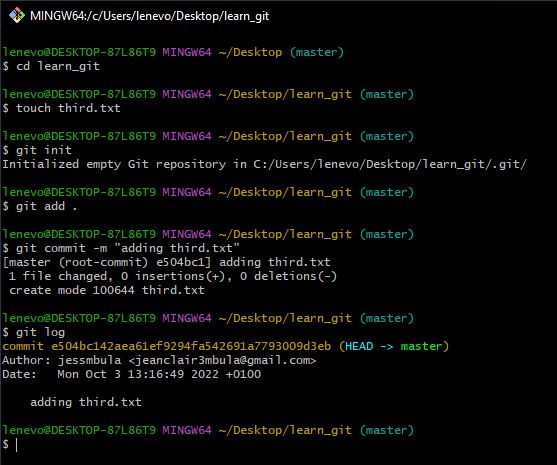 MINGW64:/c/Users/lenevo/Desktop/learn_git
lenevo@DESKTOP-87L86T9 MINGW64 ~/Desktop (master)
$ cd learn_git
lenevo@DESKTOP-87L86T9 MINGW64 ~/Desktop/learn_git (master)
$ touch third.txt
lenevo@DESKTOP-87L86T9 MINGW64 ~/Desktop/learn_git (master)
$ git init
Initialized empty Git repository in C:/Users/lenevo/Desktop/learn_git/.git/
lenevo@DESKTOP-87L86T9 MINGW64 ~/Desktop/learn_git (master)
$ git add .
lenevo@DESKTOP-87L86T9 MINGW64 ~/Desktop/learn_git (master)
$ git commit -m "adding third.txt"
[master (root-commit) e504bc1] adding third.txt
1 file changed, 0 insertions(+), 0 deletions(-)
create mode 100644 third.txt
lenevo@DESKTOP-87L86T9 MINGW64 ~/Desktop/learn_git (master)
$ git log
commit e504bc142aea61ef9294fa542691a7793009d3eb (HEAD -> master)
Author: jessmbula <jeanclair3mbula@gmail.com>
Date:   Mon Oct 3 13:16:49 2022 +0100
adding third.txt
lenevo@DESKTOP-87L86T9 MINGW64 ~/Desktop/learn_git (master)
$